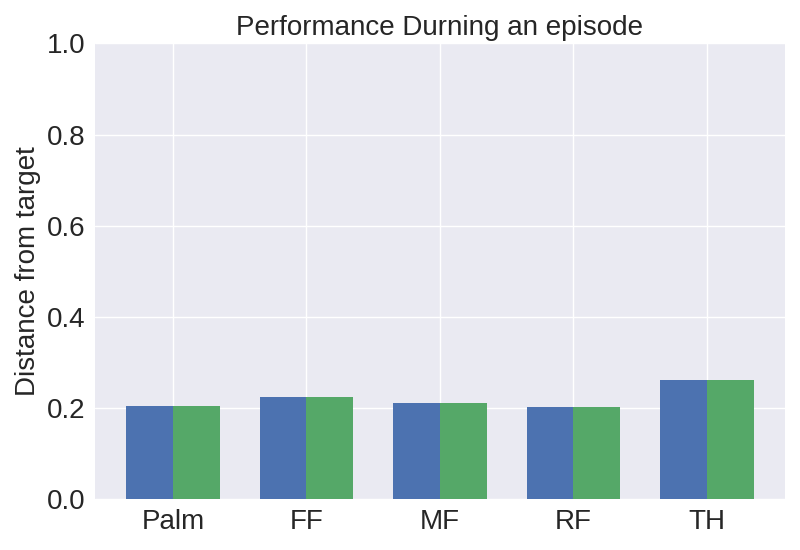 Performance Durning an episode
1.0
0.8
0.6
0.4
0.2
0.0
Distance from target
Palm FF MF RF TH